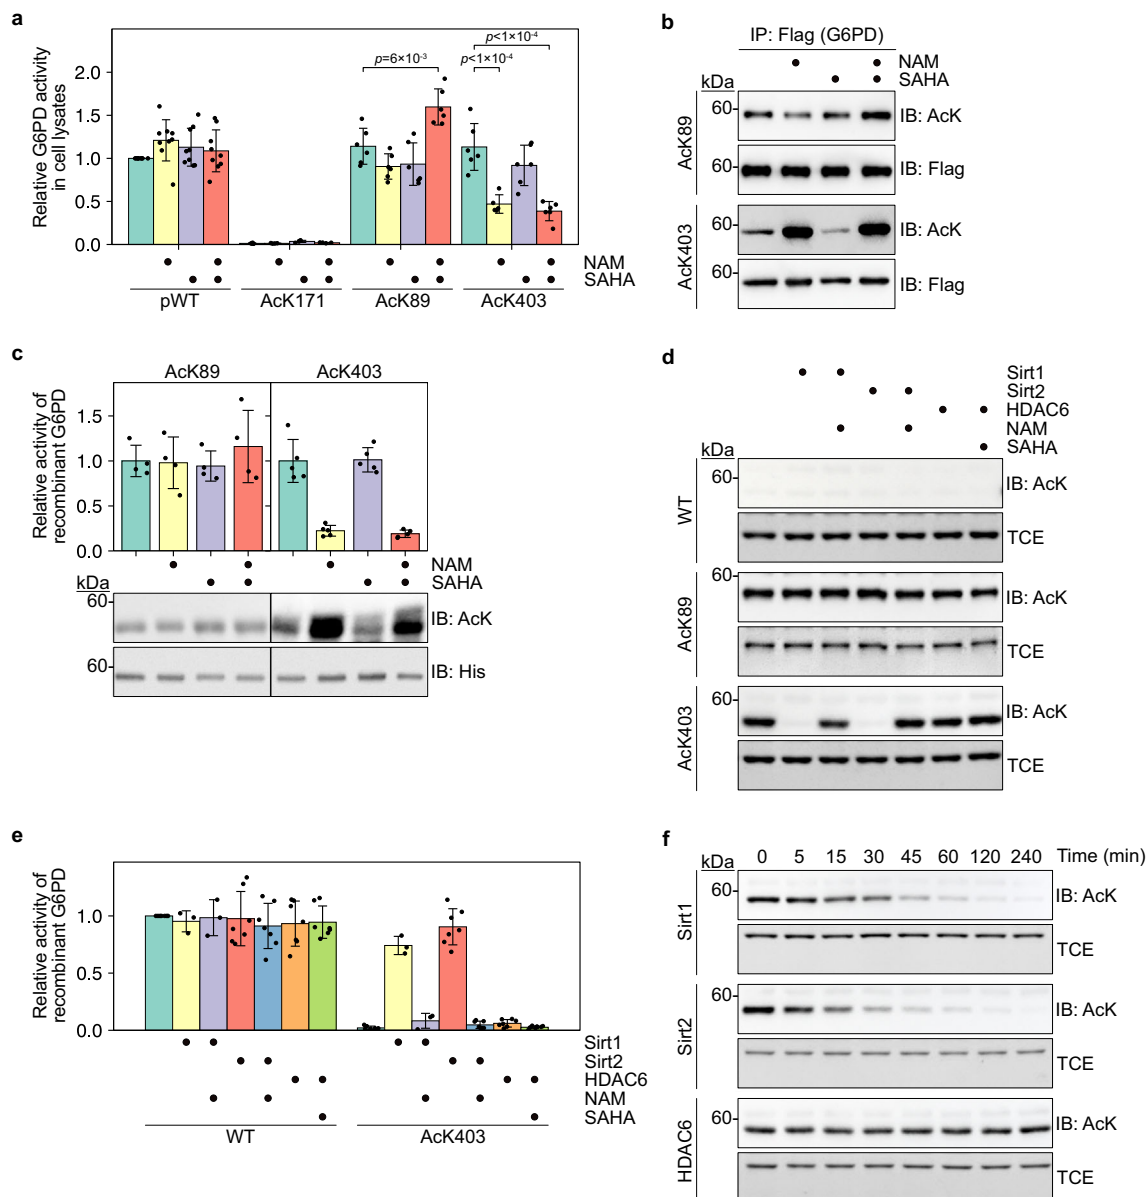 a
Relative G6PD activity
in cell lysates
2.0
1.5
1.0
0.5
0.0
p=6×10⁻³
p<1×10⁻⁴
p<1×10⁻⁴
NAM
SAHA
pWT AcK171 AcK89 AcK403
b
IP: Flag (G6PD)
NAM
SAHA
kDa
AcK89
60
IB: AcK
60
IB: Flag
AcK403
IB: AcK
60
60
IB: Flag
c
AcK89 AcK403
Relative activity of
recombinant G6PD
1.5
1.0
0.5
0.0
NAM
SAHA
kDa
60
IB: AcK
60
IB: His
d
Sirt1
Sirt2
HDAC6
NAM
SAHA
kDa
WT
60
IB: AcK
TCE
AcK89
60
IB: AcK
TCE
AcK403
60
IB: AcK
TCE
e
Relative activity of
recombinant G6PD
1.0
0.5
0.0
Sirt1
Sirt2
HDAC6
NAM
SAHA
WT AcK403
f
kDa 0 5 15 30 45 60 120 240 Time (min)
Sirt1
60
IB: AcK
TCE
Sirt2
60
IB: AcK
TCE
HDAC6
60
IB: AcK
TCE